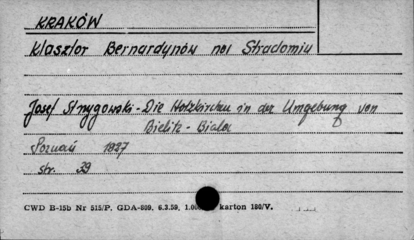 KRAKÓW
Klasztor Bernardynów na Stradomiu
Josef Strzygowski - Die Holzkirchen in der Umgebung von
Bielitz - Biala
Poznań 1927
str. 39
CWD B-15b Nr 515/P. GDA-809. 6.3.59. 1.00 karton 180/V.